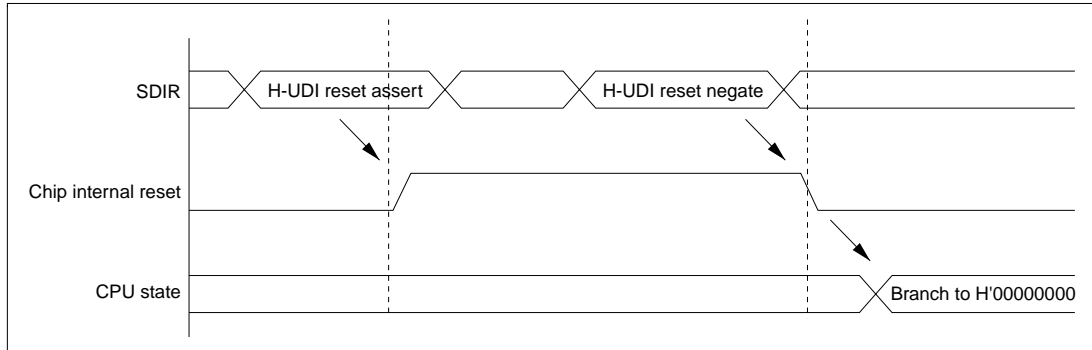 SDIR
H-UDI reset assert
H-UDI reset negate
Chip internal reset
CPU state
Branch to H'00000000